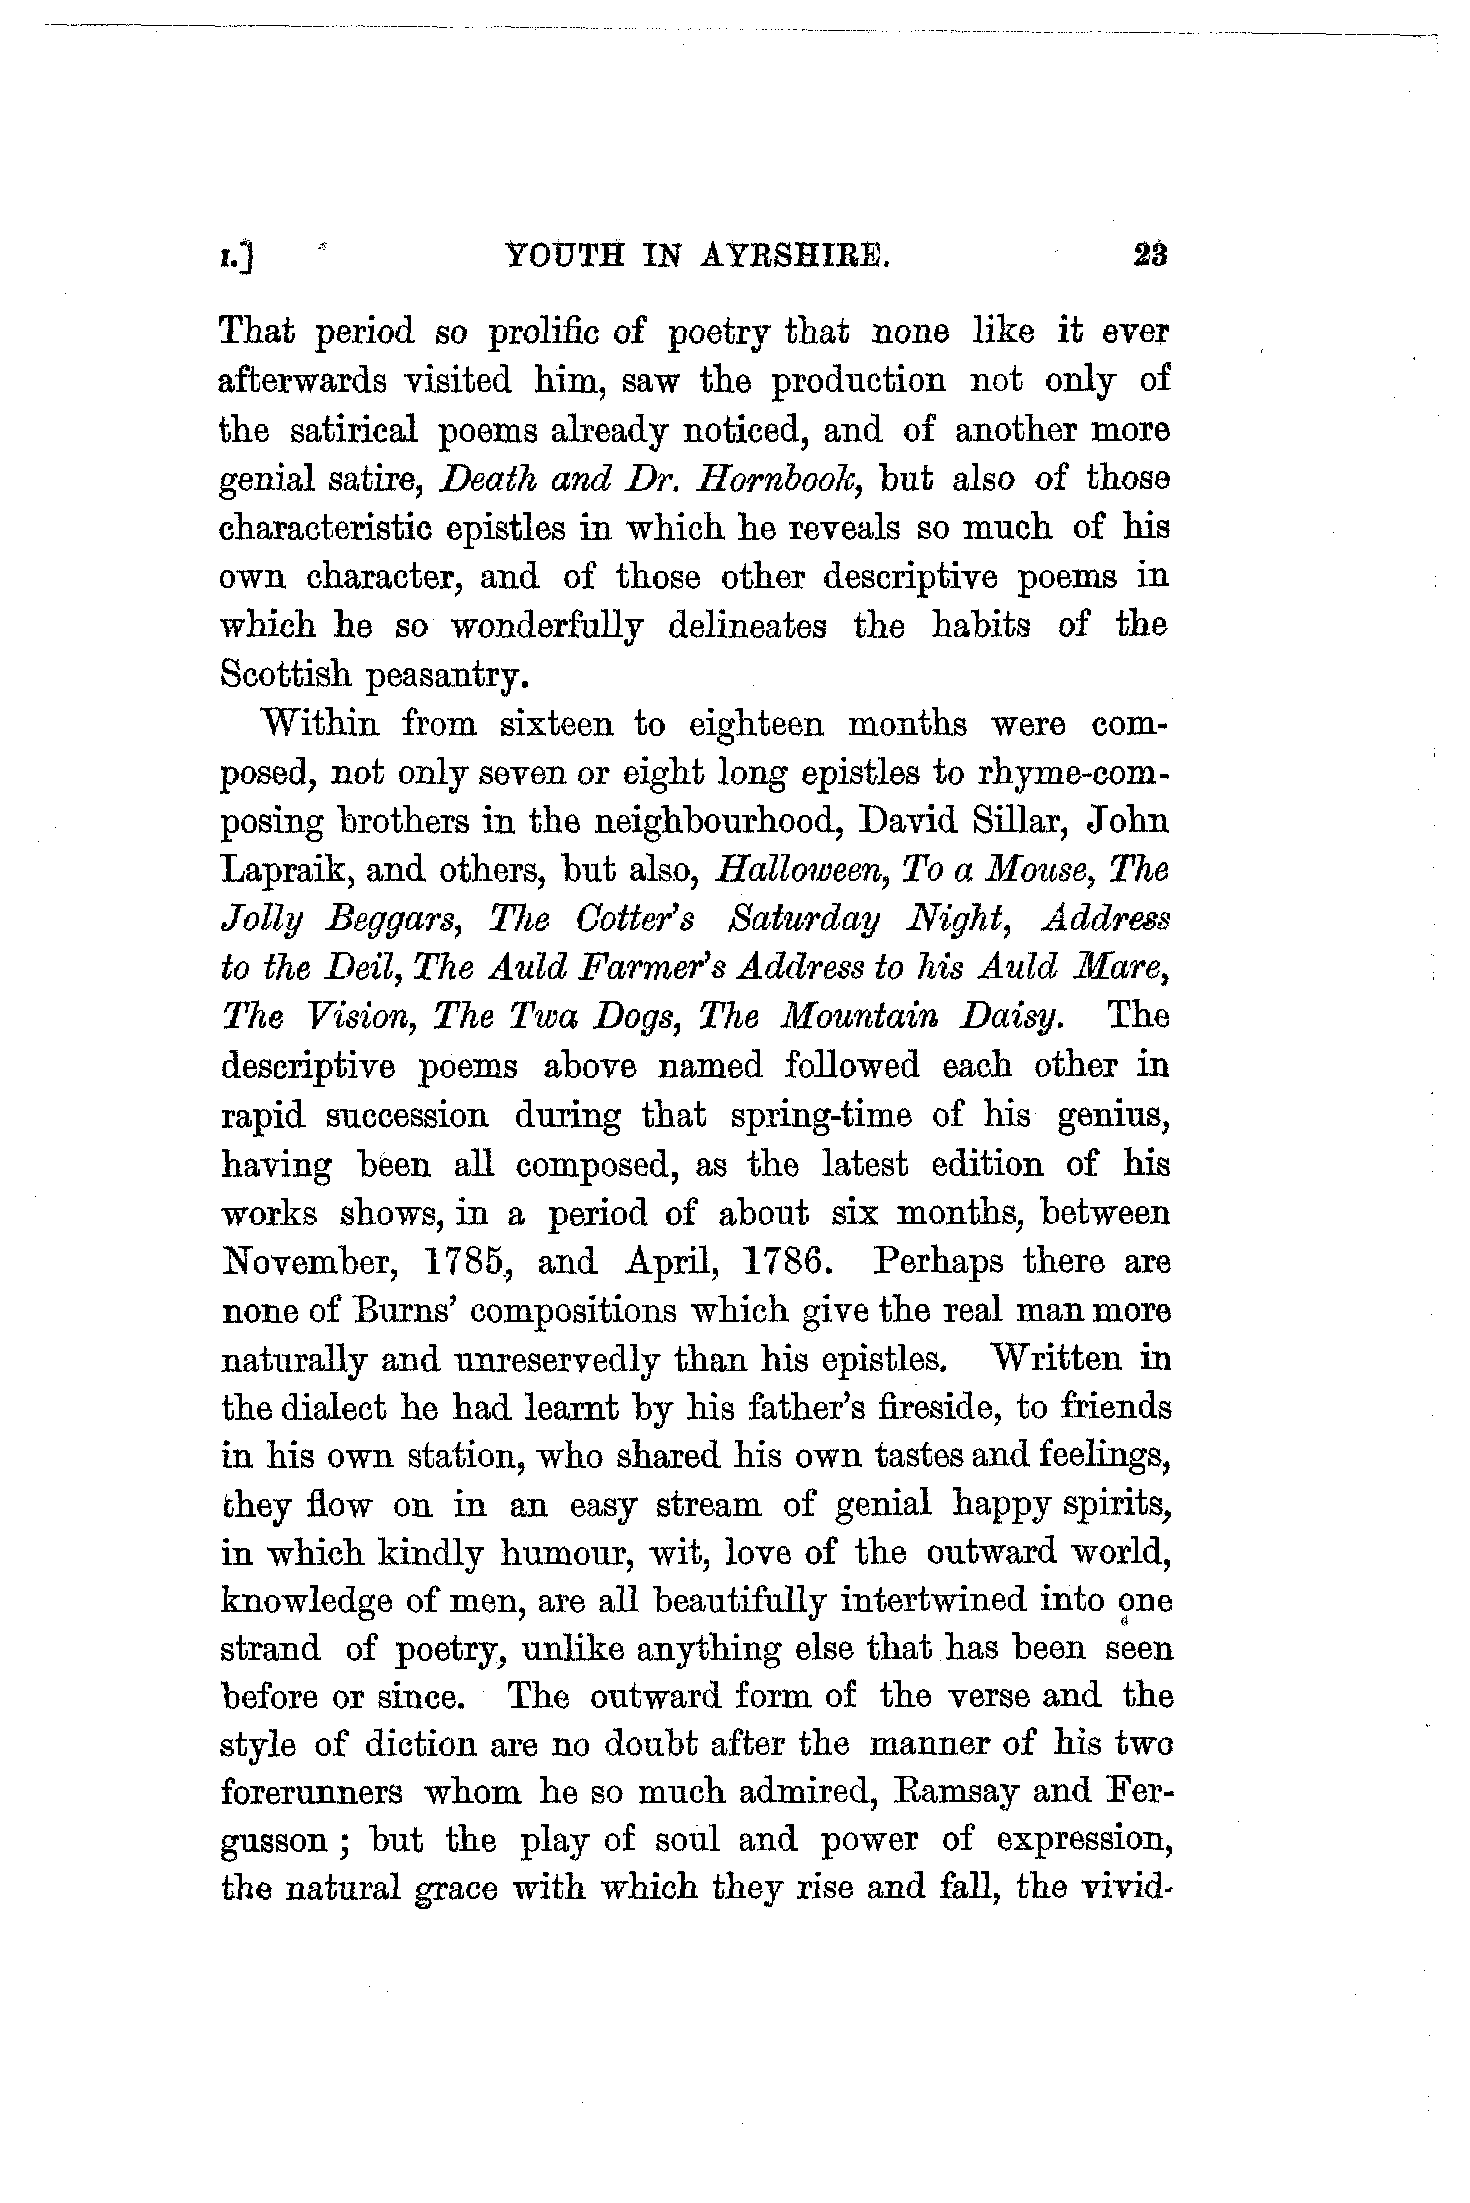 I.] YOUTH IN AYRSHIRE. 23
That period so prolific of poetry that none like it ever
afterwards visited him, saw the production not only of
the satirical poems already noticed, and of another more
genial satire, Death and Dr. Hornbook, but also of those
characteristic epistles in which he reveals so much of his
own character, and of those other descriptive poems in
which he so wonderfully delineates the habits of the
Scottish peasantry.
Within from sixteen to eighteen months were com-
posed, not only seven or eight long epistles to rhyme-com-
posing brothers in the neighbourhood, David Sillar, John
Lapraik, and others, but also, Halloween, To a Mouse, The
Jolly Beggars, The Cotter's Saturday Night, Address
to the Deil, The Auld Farmer's Address to his Auld Mare,
The Vision, The Twa Dogs, The Mountain Daisy. The
descriptive poems above named followed each other in
rapid succession during that spring-time of his genius,
having been all composed, as the latest edition of his
works shows, in a period of about six months, between
November, 1785, and April, 1786. Perhaps there are
none of Burns' compositions which give the real man more
naturally and unreservedly than his epistles. Written in
the dialect he had learnt by his father's fireside, to friends
in his own station, who shared his own tastes and feelings,
they flow on in an easy stream of genial happy spirits,
in which kindly humour, wit, love of the outward world,
knowledge of men, are all beautifully intertwined into one
strand of poetry, unlike anything else that has been seen
before or since. The outward form of the verse and the
style of diction are no doubt after the manner of his two
forerunners whom he so much admired, Ramsay and Fer-
gusson ; but the play of soul and power of expression,
the natural grace with which they rise and fall, the vivid-